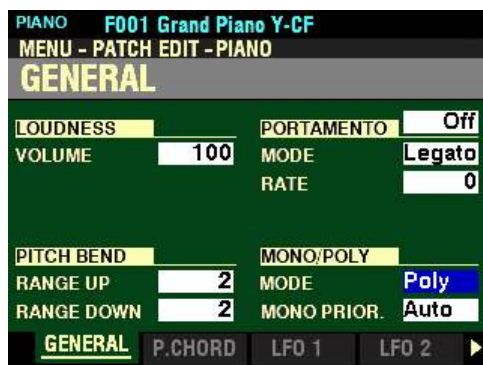 PIANO F001 Grand Piano Y-CF
MENU - PATCH EDIT - PIANO
GENERAL
LOUDNESS
VOLUME 100
PORTAMENTO Off
MODE Legato
RATE 0
PITCH BEND
RANGE UP 2
RANGE DOWN 2
MONO/POLY
MODE Poly
MONO PRIOR. Auto
GENERAL P.CHORD LFO 1 LFO 2